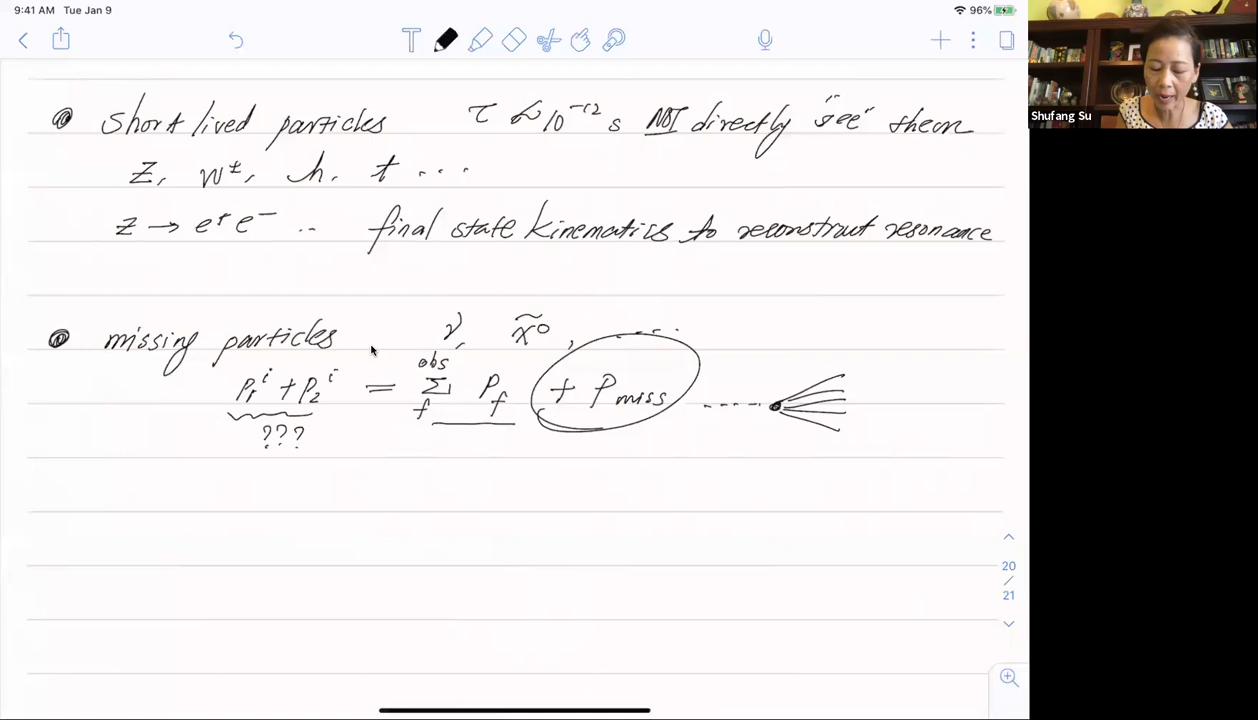 9:41 AM Tue Jan 9
96%
T
Shufang Su
• Short lived particles τ ≲ 10⁻¹² s NOT directly "see" them
Z, W±, h, t ...
Z → e⁺ e⁻ .. final state kinematics to reconstruct resonance
• missing particles ν, χ̃⁰, ....
obs
p₁ⁱ + p₂ⁱ = Σ p_f + P_miss
f
???
20
/
21